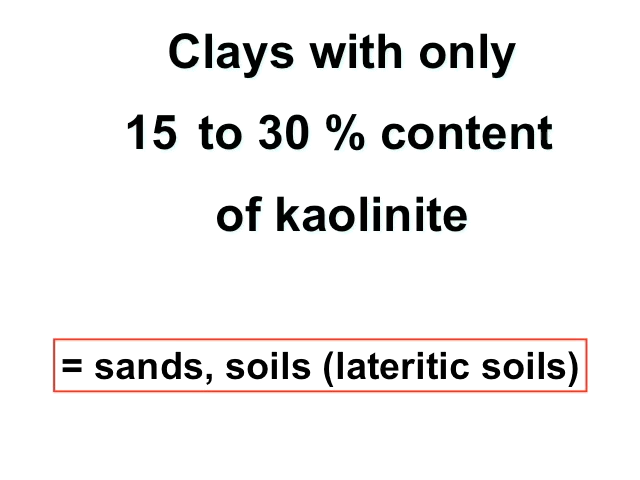 Clays with only
15 to 30 % content
of kaolinite
= sands, soils (lateritic soils)